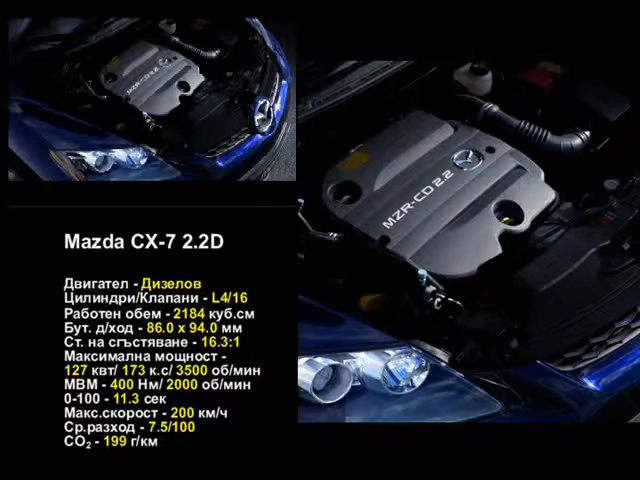 MZR-CD 2.2
MZR-CD 2.2
Mazda CX-7 2.2D
Двигател - Дизелов
Цилиндри/Клапани - L4/16
Работен обем - 2184 куб.см
Бут. д/ход - 86.0 x 94.0 мм
Ст. на сгъстяване - 16.3:1
Максимална мощност -
127 квт/ 173 к.с/ 3500 об/мин
МВМ - 400 Нм/ 2000 об/мин
0-100 - 11.3 сек
Макс.скорост - 200 км/ч
Ср.разход - 7.5/100
CO₂ - 199 г/км